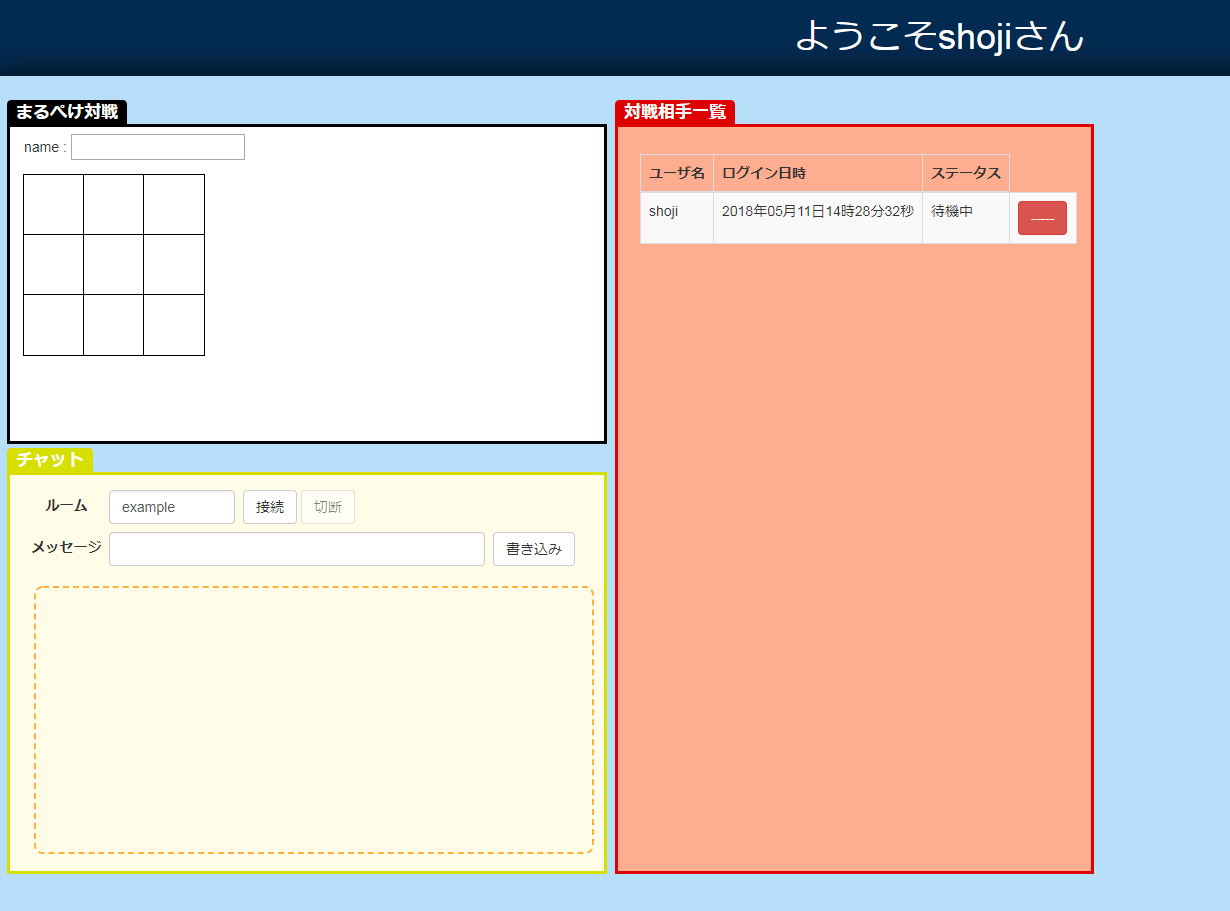 ようこそshojiさん
まるぺけ対戦
name :
チャット
ルーム example 接続 切断
メッセージ 書き込み
対戦相手一覧
ユーザ名 ログイン日時 ステータス
shoji 2018年05月11日14時28分32秒 待機中 -----